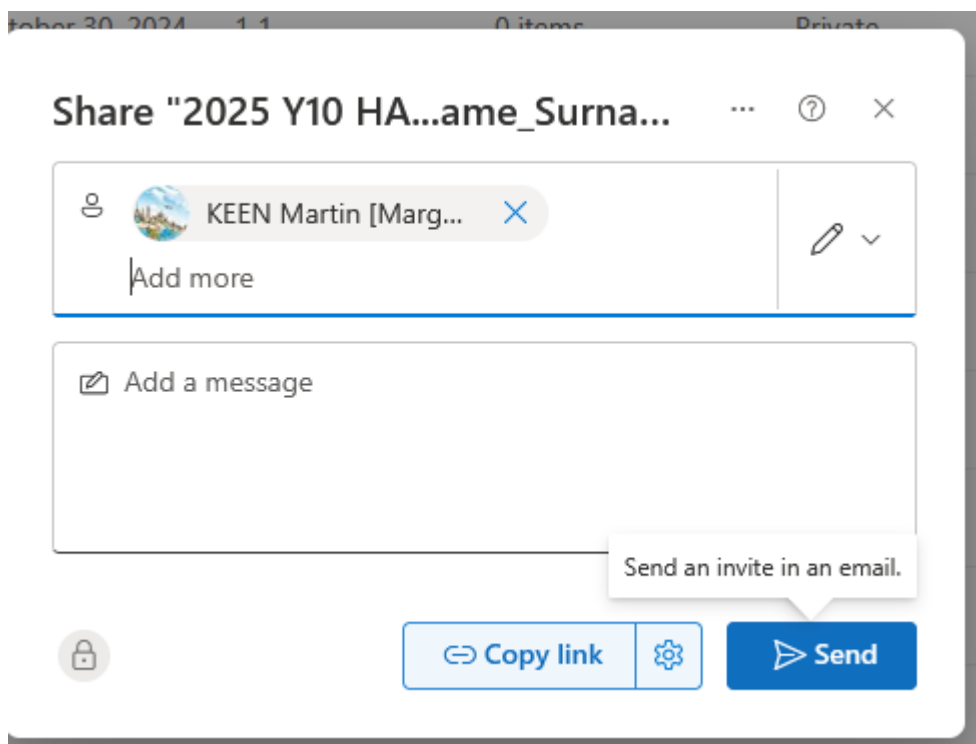 tober 30, 2024 1.1 0 items Private
Share "2025 Y10 HA...ame_Surna...
KEEN Martin [Marg...
Add more
Add a message
Send an invite in an email.
Copy link
Send